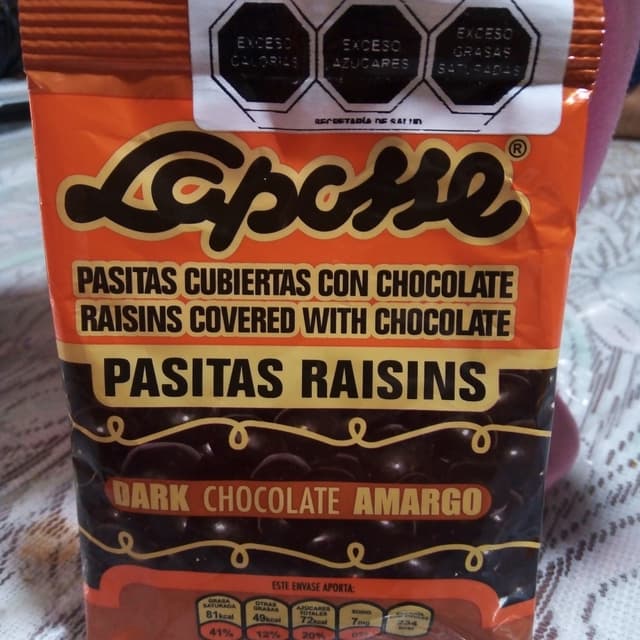 EXCESO CALORÍAS
EXCESO AZÚCARES
EXCESO GRASAS SATURADAS
SECRETARÍA DE SALUD
Laposse®
PASITAS CUBIERTAS CON CHOCOLATE
RAISINS COVERED WITH CHOCOLATE
PASITAS RAISINS
DARK CHOCOLATE AMARGO
ESTE ENVASE APORTA:
GRASA SATURADA 81kcal 41%
OTRAS GRASAS 49kcal 12%
AZÚCARES TOTALES 72kcal 20%
SODIO 7mg
234